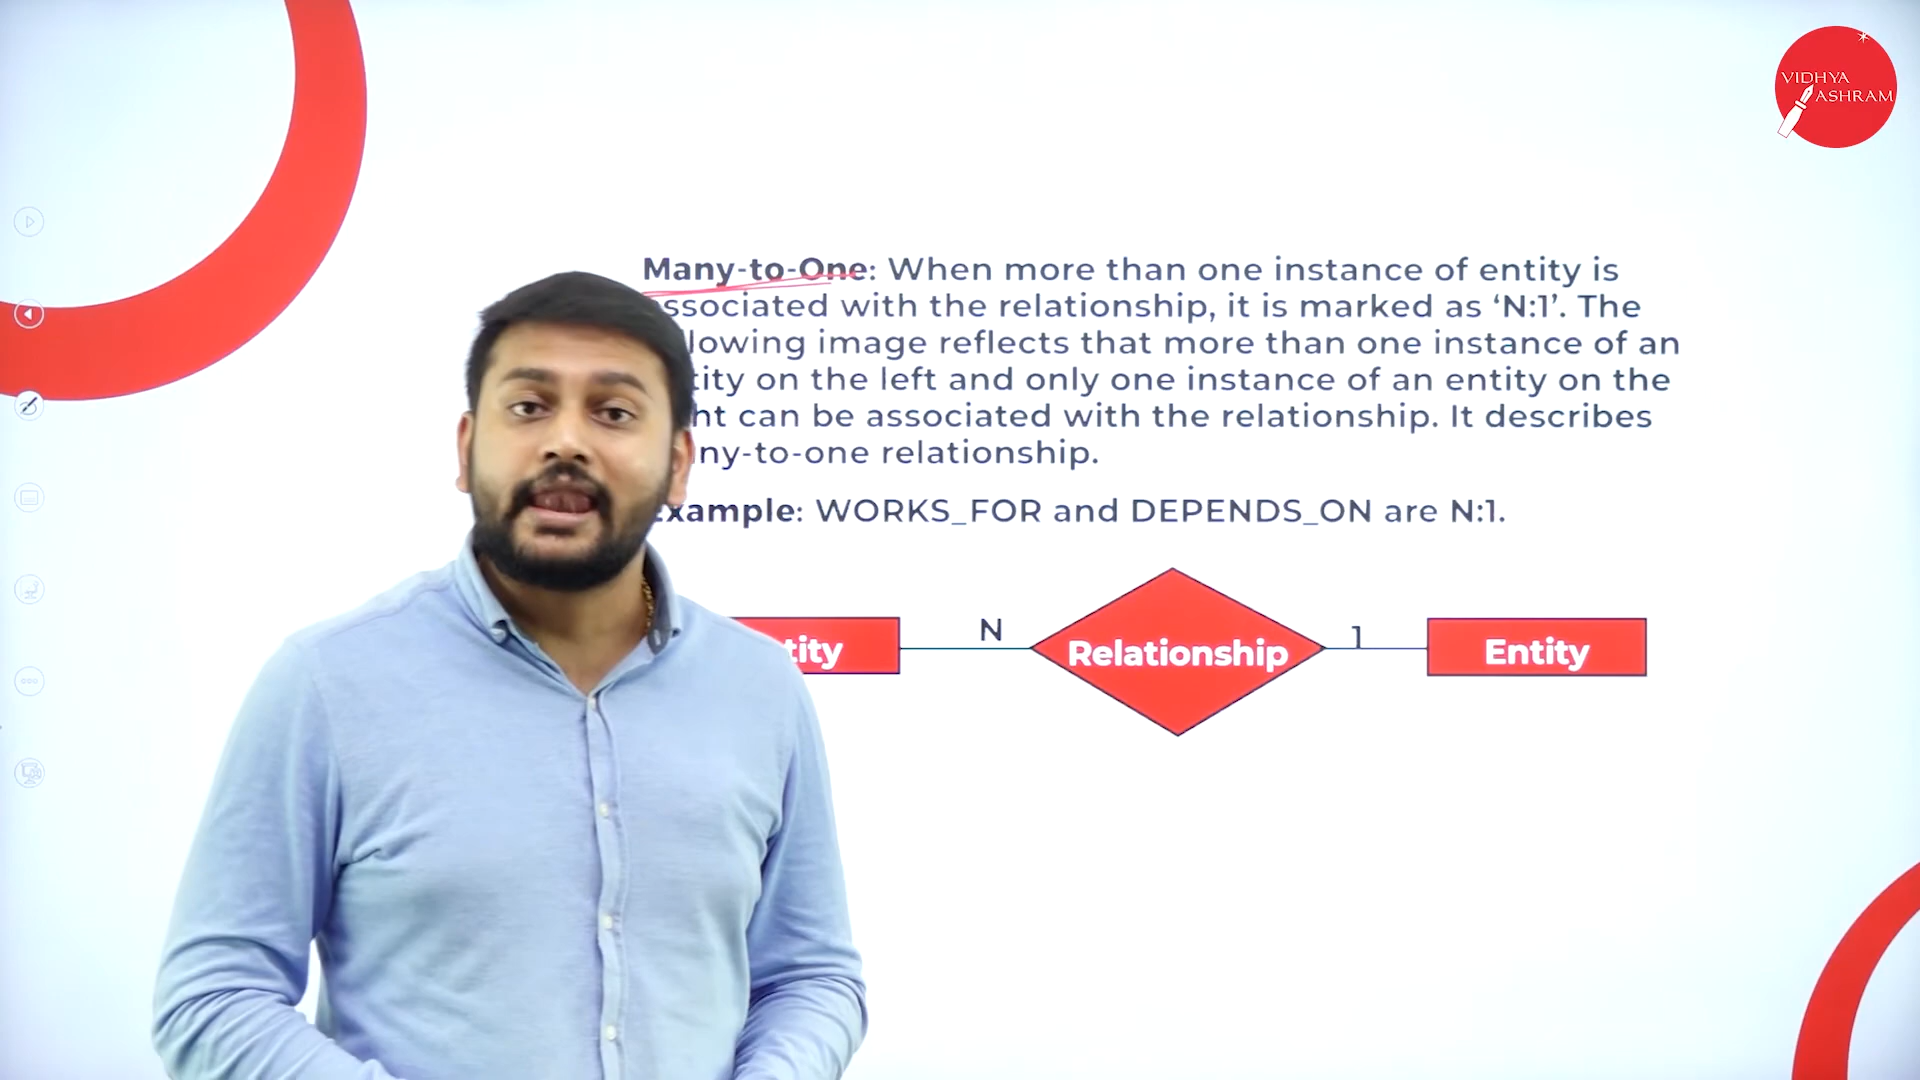 VIDHYA
ASHRAM
Many-to-One: When more than one instance of entity is
ssociated with the relationship, it is marked as ‘N:1’. The
lowing image reflects that more than one instance of an
tity on the left and only one instance of an entity on the
ht can be associated with the relationship. It describes
ny-to-one relationship.
Example: WORKS_FOR and DEPENDS_ON are N:1.
tity N Relationship 1 Entity